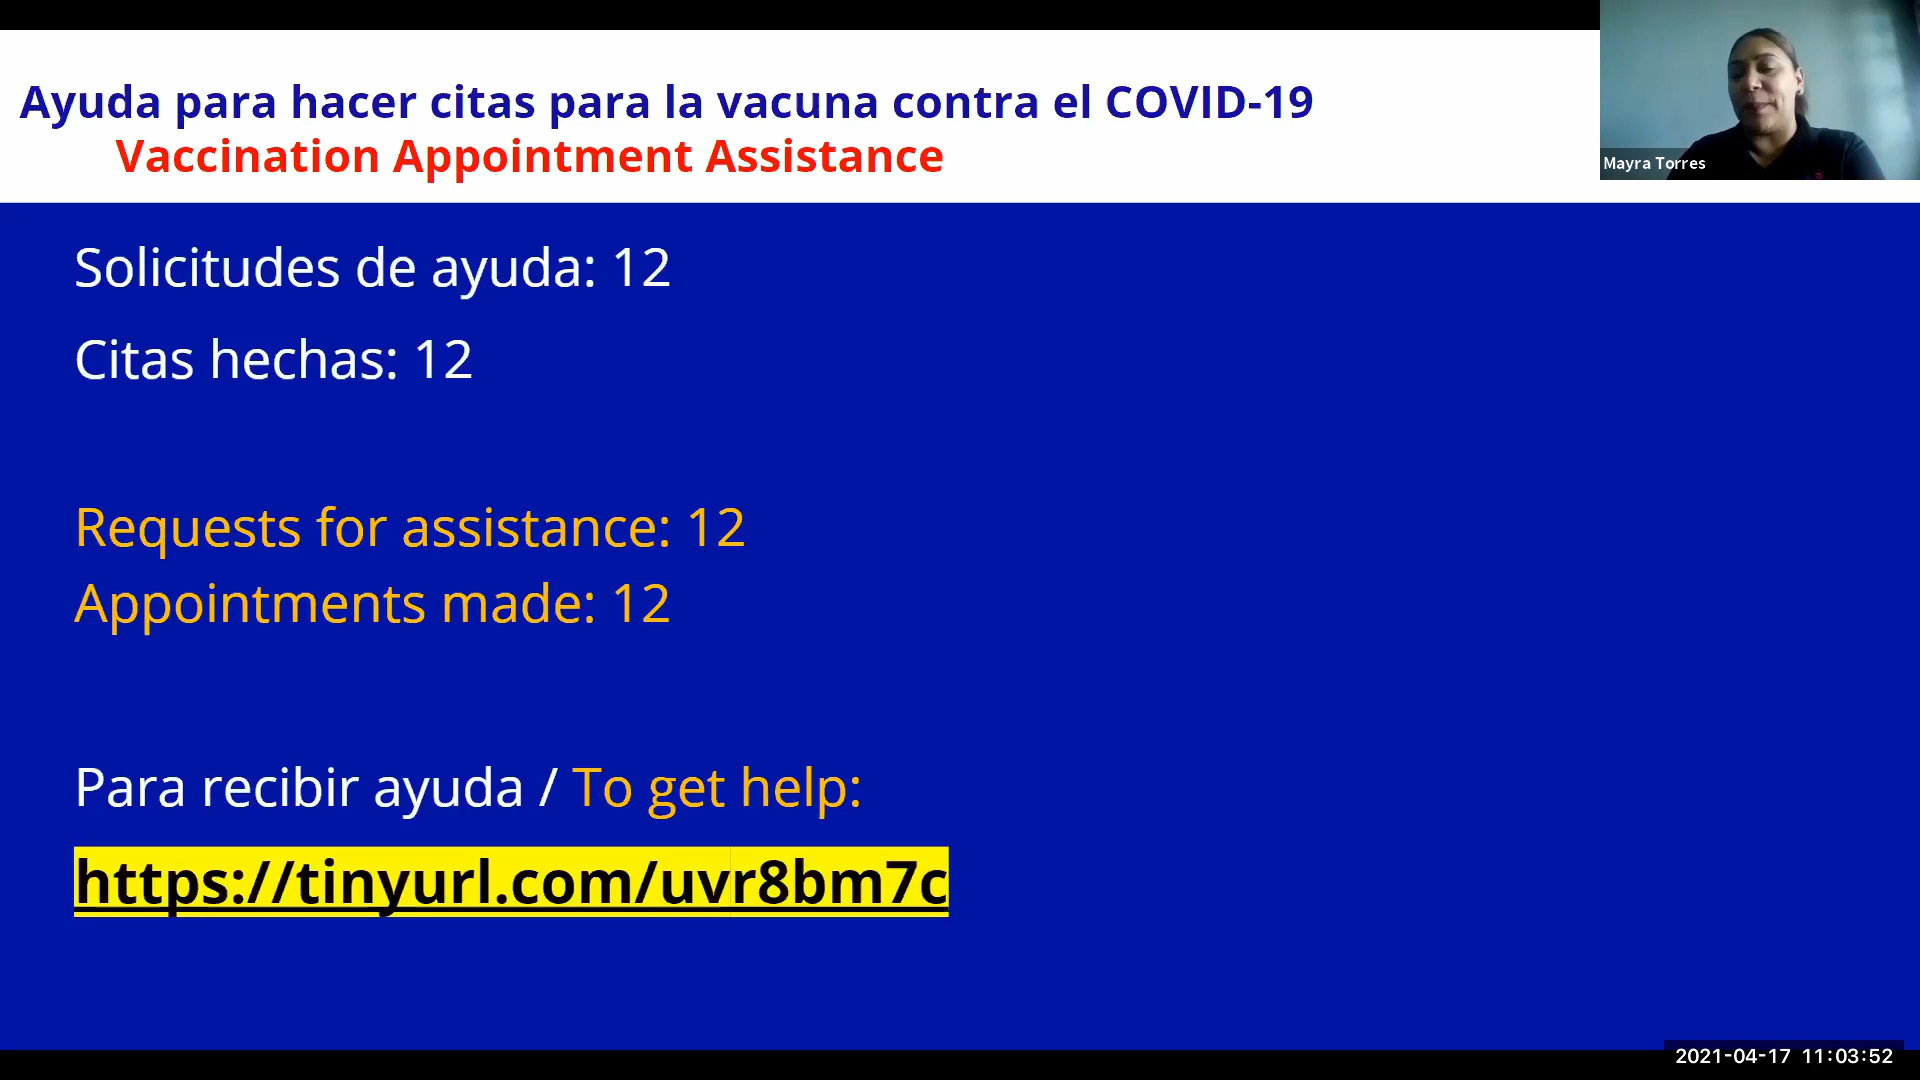 Ayuda para hacer citas para la vacuna contra el COVID-19
Vaccination Appointment Assistance
Mayra Torres
Solicitudes de ayuda: 12
Citas hechas: 12
Requests for assistance: 12
Appointments made: 12
Para recibir ayuda / To get help:
https://tinyurl.com/uvr8bm7c
2021-04-17 11:03:52